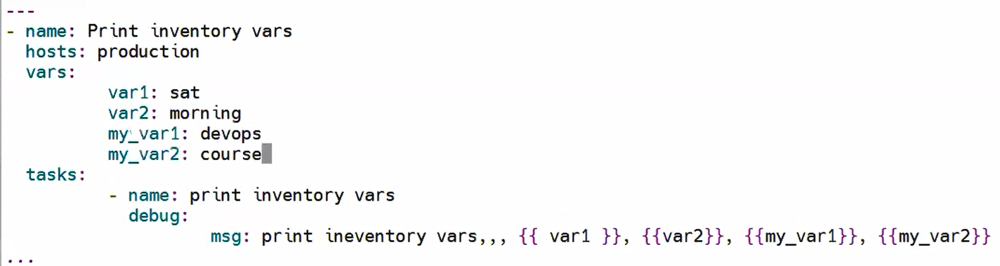 ---
- name: Print inventory vars
  hosts: production
  vars:
          var1: sat
          var2: morning
          my_var1: devops
          my_var2: course
  tasks:
          - name: print inventory vars
            debug:
                    msg: print ineventory vars,,, {{ var1 }}, {{var2}}, {{my_var1}}, {{my_var2}}
...